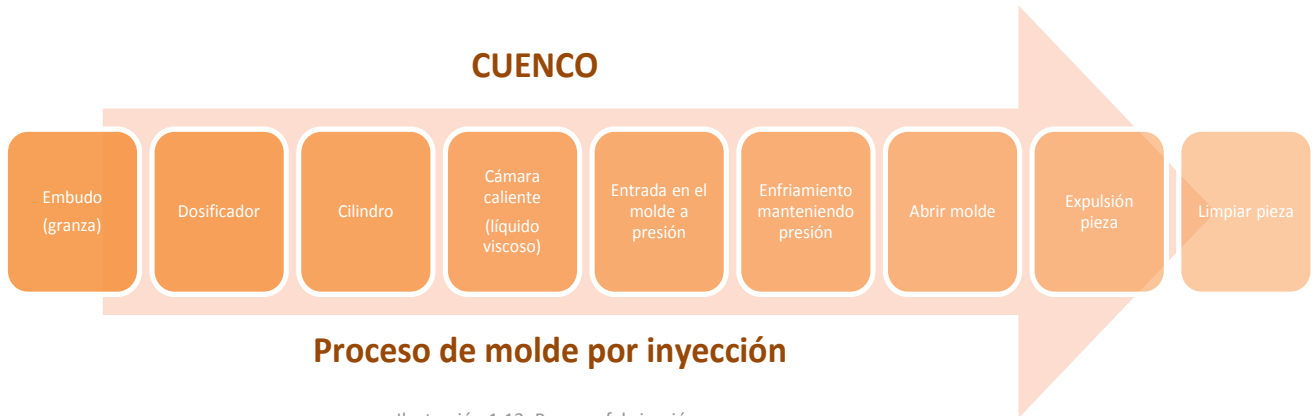 CUENCO
Embudo
(granza)
Dosificador
Cilindro
Cámara
caliente
(líquido
viscoso)
Entrada en el
molde a
presión
Enfriamiento
manteniendo
presión
Abrir molde
Expulsión
pieza
Limpiar pieza
Proceso de molde por inyección